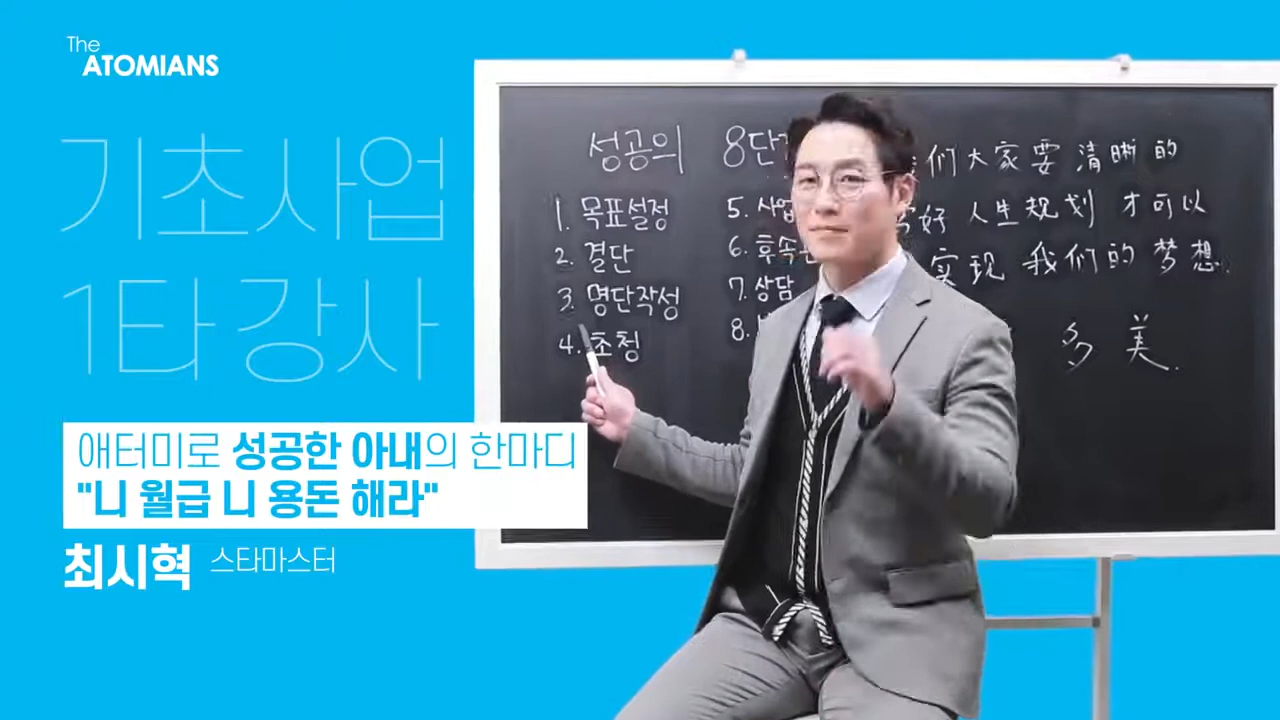 The
ATOMIANS
기초사업
1타강사
애터미로 성공한 아내의 한마디
"니 월급 니 용돈 해라"
최시혁 스타마스터
성공의 8단
1. 목표설정
2. 결단
3. 명단작성
4. 초청
5. 사업
6. 후속
7. 상담
8.
们大家要 清晰的
好 人生规划 才可以
实现 我们的 梦想.
多 美.